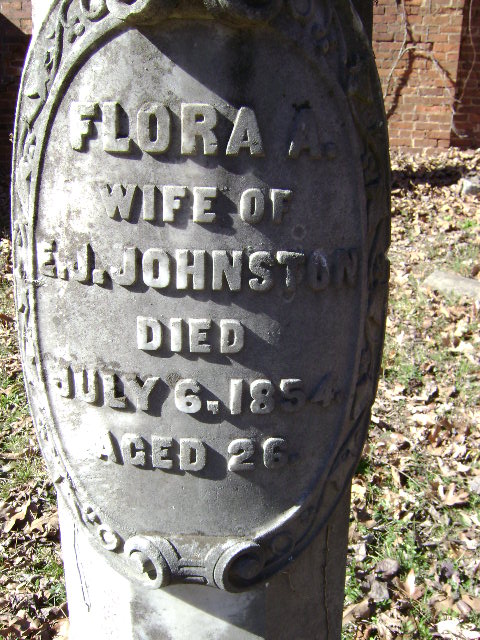 FLORA A.
WIFE OF
E.J. JOHNSTON
DIED
JULY 6. 1854
AGED 26.